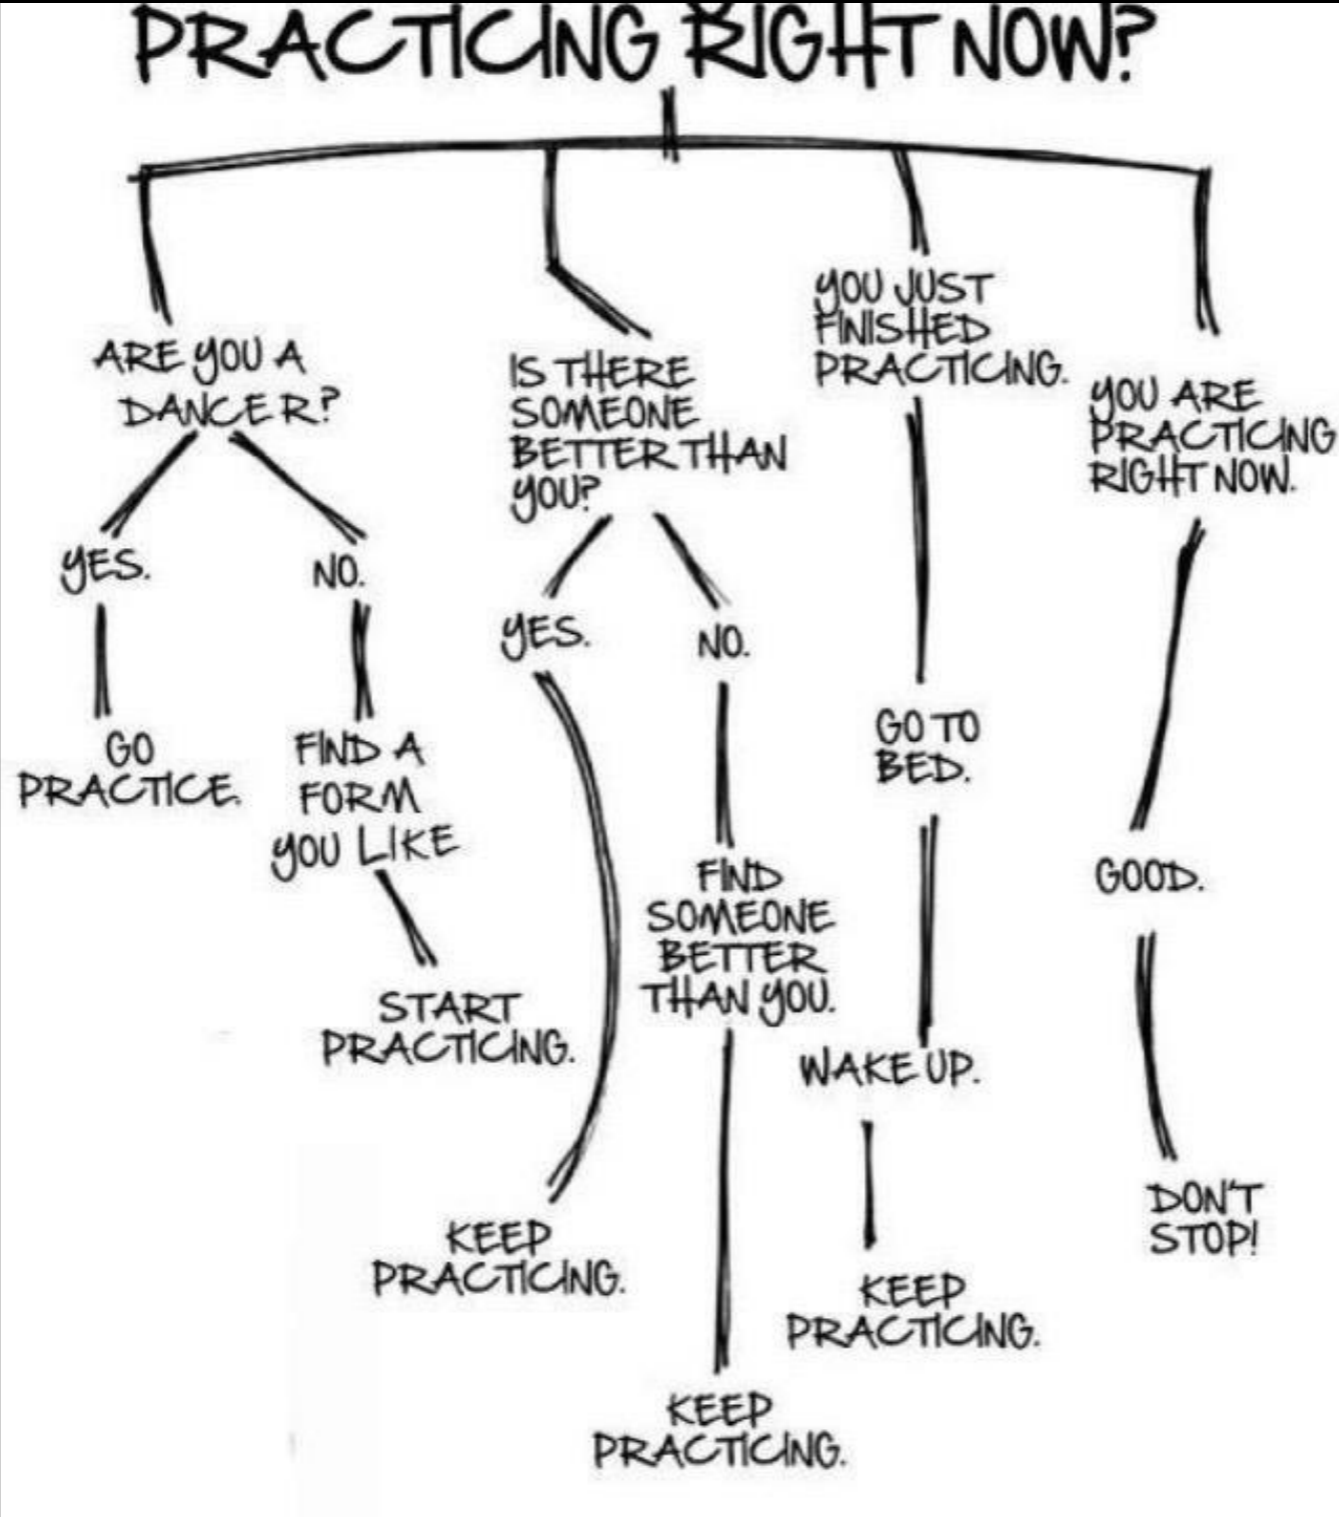 PRACTICING RIGHT NOW?
ARE YOU A
DANCER?
YES.
GO
PRACTICE.
NO.
FIND A
FORM
YOU LIKE
START
PRACTICING.
IS THERE
SOMEONE
BETTER THAN
YOU?
YES.
KEEP
PRACTICING.
NO.
FIND
SOMEONE
BETTER
THAN YOU.
KEEP
PRACTICING.
YOU JUST
FINISHED
PRACTICING.
GO TO
BED.
WAKE UP.
KEEP
PRACTICING.
YOU ARE
PRACTICING
RIGHT NOW.
GOOD.
DON'T
STOP!